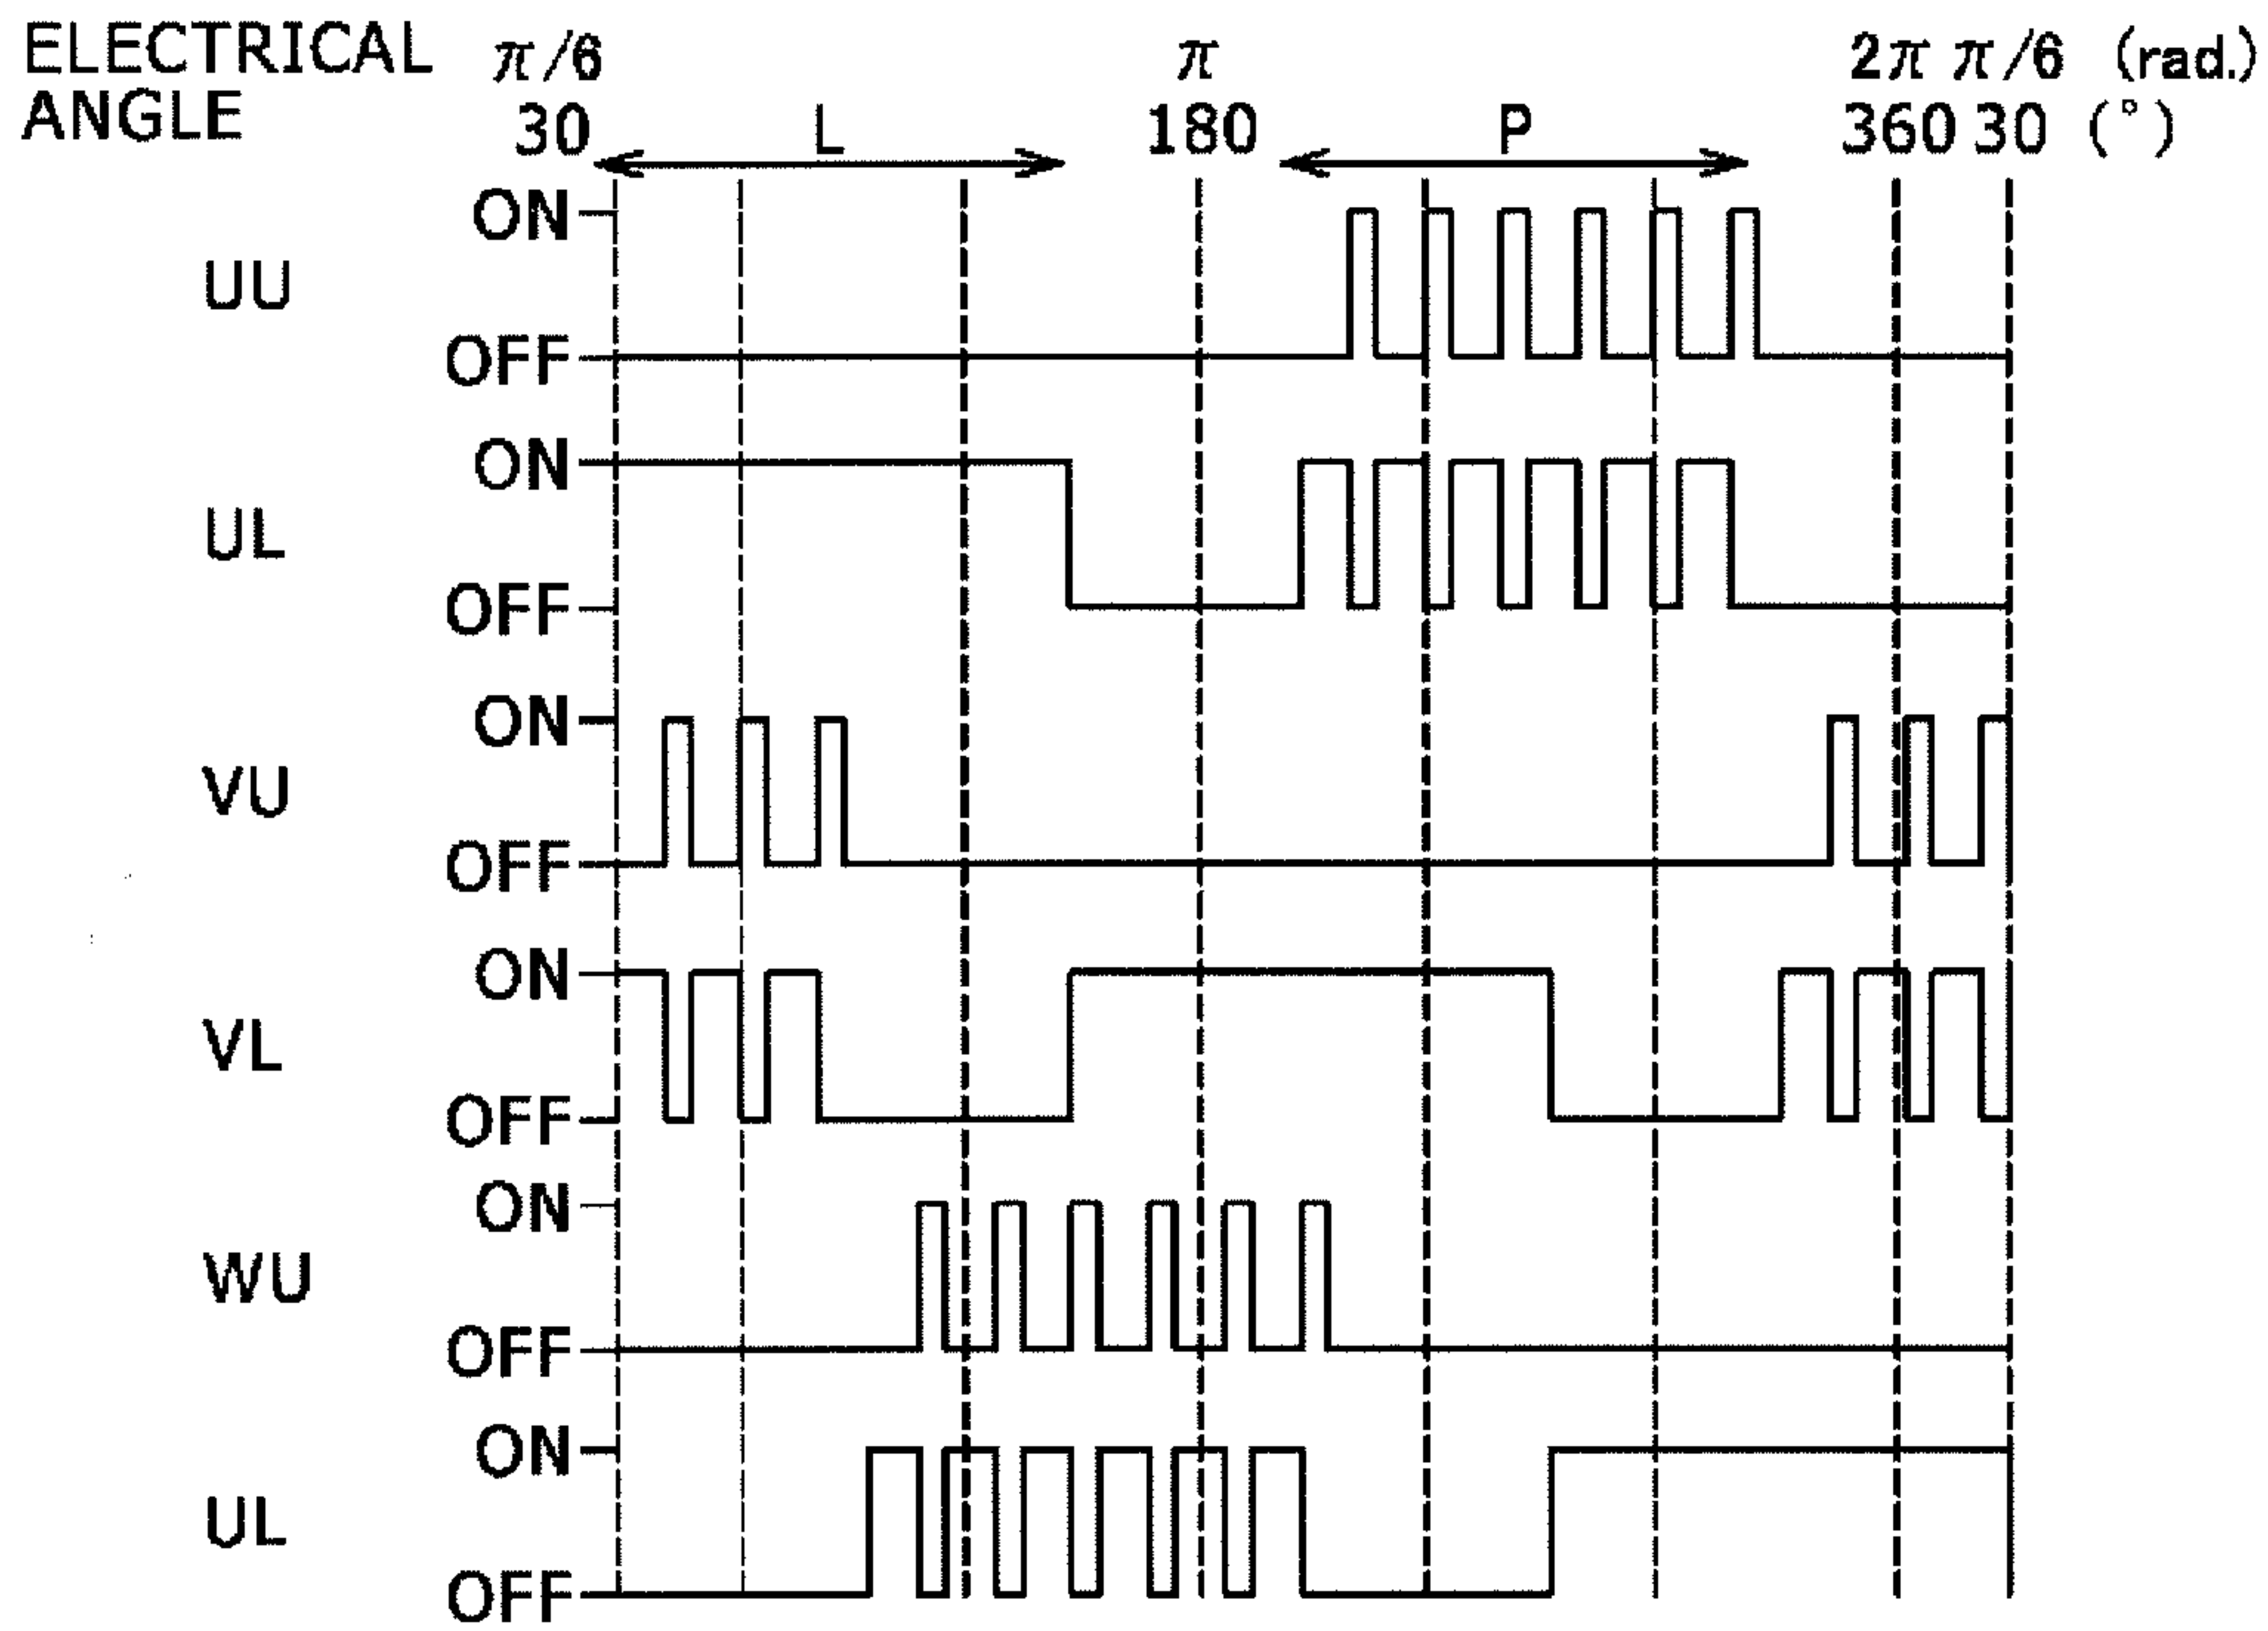 ELECTRICAL π/6 π 2π π/6 (rad.)
ANGLE 30 L 180 P 360 30 (°)
ON
UU
OFF
ON
UL
OFF
ON
VU
OFF
ON
VL
OFF
ON
WU
OFF
ON
UL
OFF